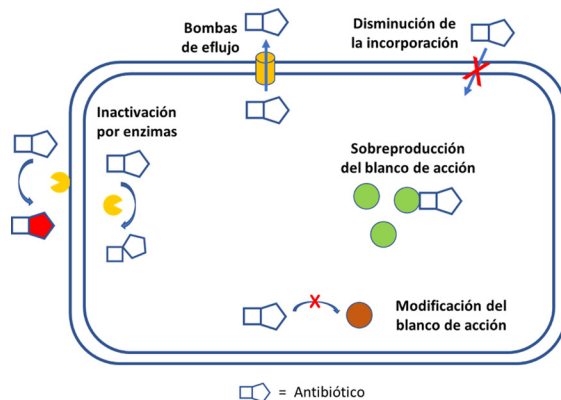 Bombas
de eflujo
Disminución de
la incorporación
Inactivación
por enzimas
Sobreproducción
del blanco de acción
Modificación del
blanco de acción
= Antibiótico